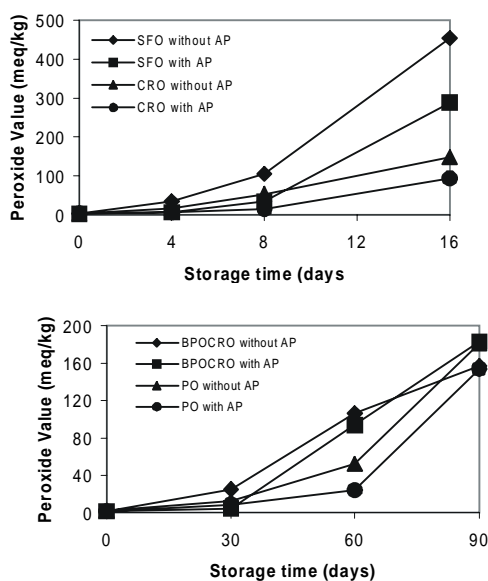 500
400
300
200
100
0
Peroxide Value (meq/kg)
SFO without AP
SFO with AP
CRO without AP
CRO with AP
0 4 8 12 16
Storage time (days
200
160
120
80
40
0
Peroxide Value (meq/kg)
BPOCRO without AP
BPOCRO with AP
PO without AP
PO with AP
0 30 60 90
Storage time (days)